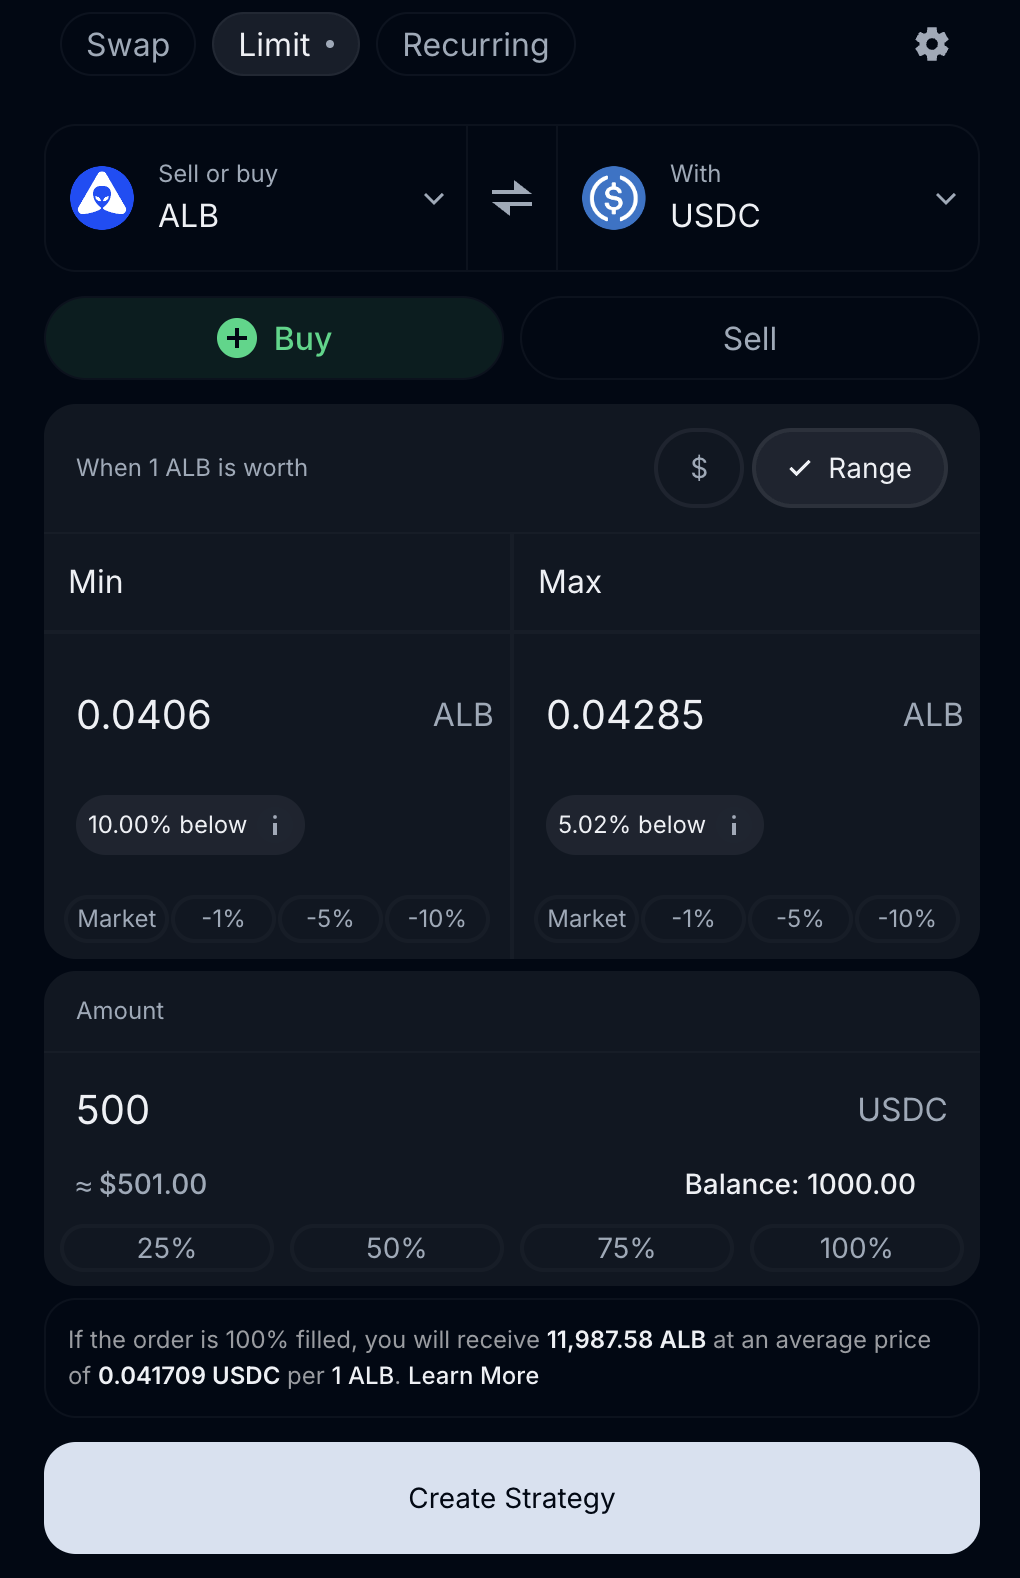 Swap Limit • Recurring
Sell or buy
ALB
With
USDC
Buy
Sell
When 1 ALB is worth
$
Range
Min
Max
0.0406 ALB
0.04285 ALB
10.00% below i
5.02% below i
Market -1% -5% -10%
Market -1% -5% -10%
Amount
500 USDC
≈ $501.00
Balance: 1000.00
25% 50% 75% 100%
If the order is 100% filled, you will receive 11,987.58 ALB at an average price
of 0.041709 USDC per 1 ALB. Learn More
Create Strategy